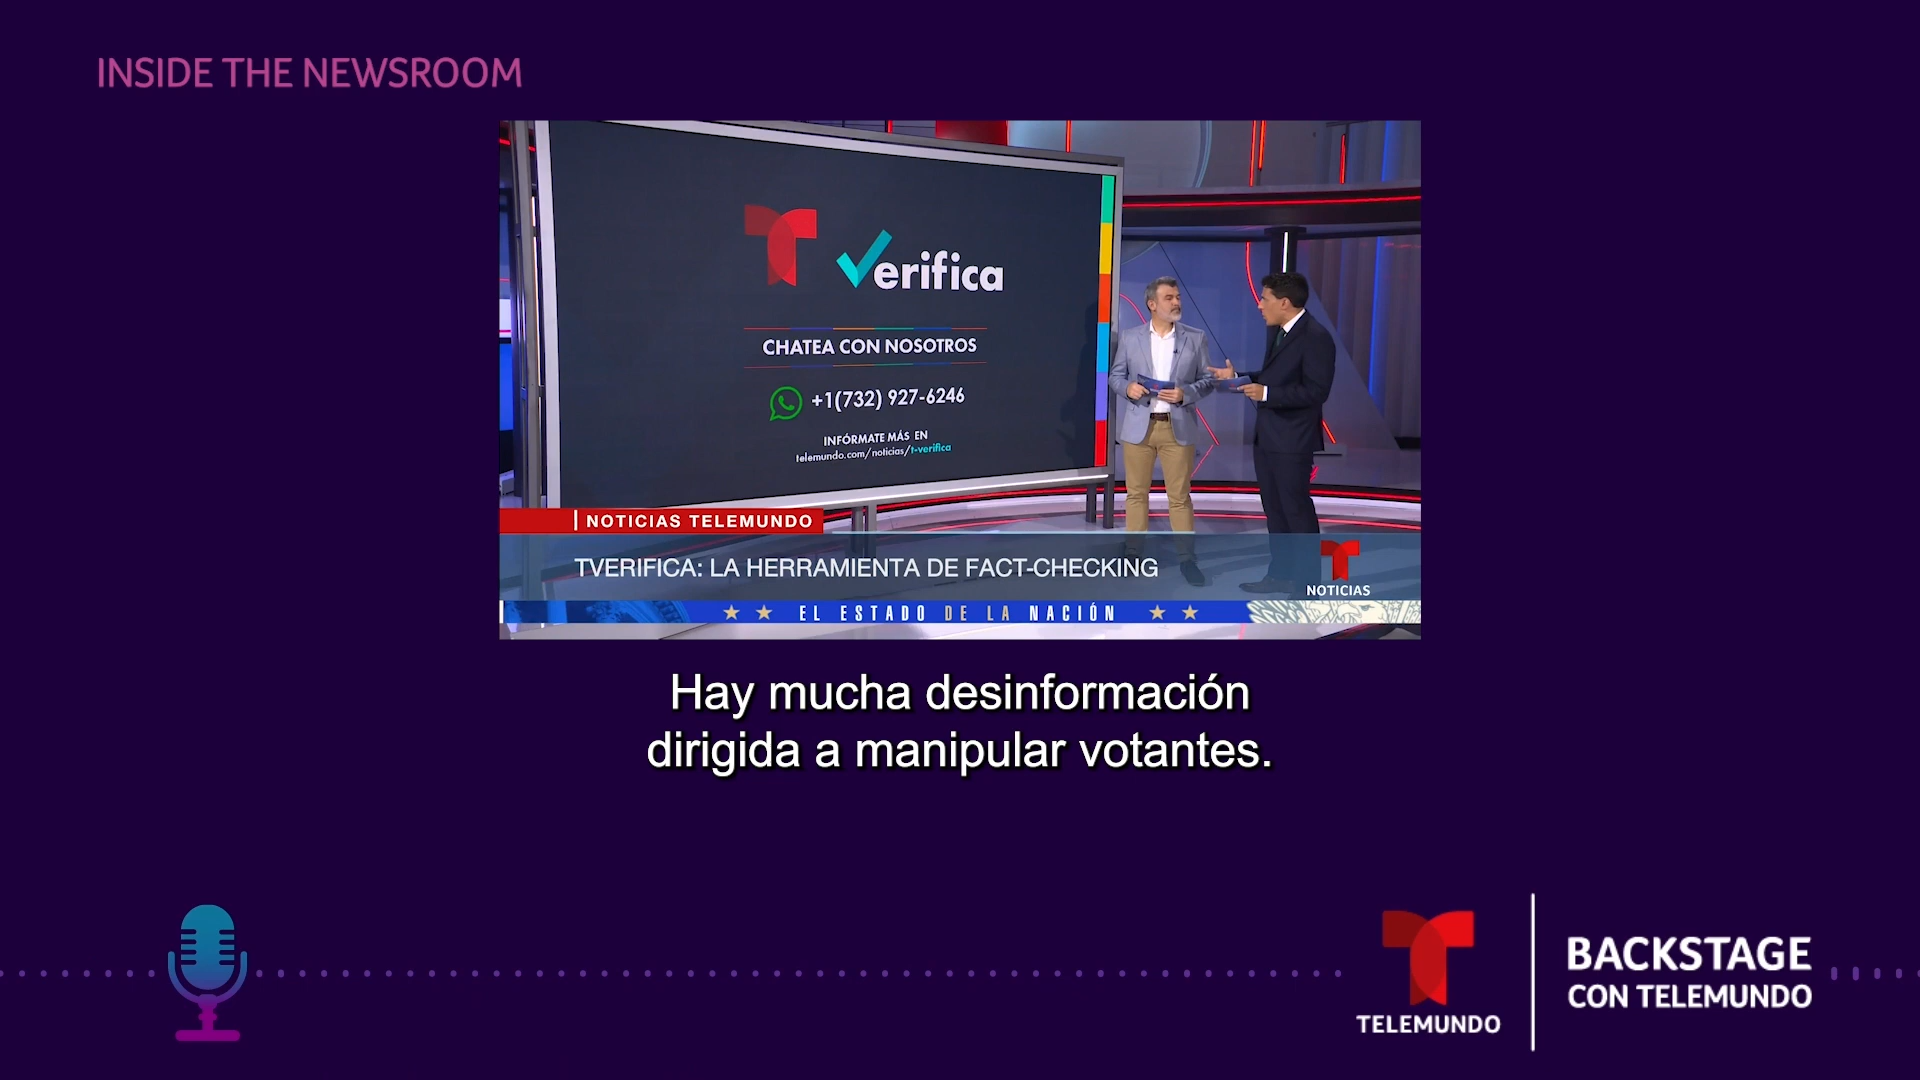 INSIDE THE NEWSROOM
Verifica
CHATEA CON NOSOTROS
+1(732) 927-6246
INFÓRMATE MÁS EN
telemundo.com/noticias/t-verifica
NOTICIAS TELEMUNDO
TVERIFICA: LA HERRAMIENTA DE FACT-CHECKING
NOTICIAS
EL ESTADO DE LA NACIÓN
Hay mucha desinformación
dirigida a manipular votantes.
TELEMUNDO
BACKSTAGE
CON TELEMUNDO